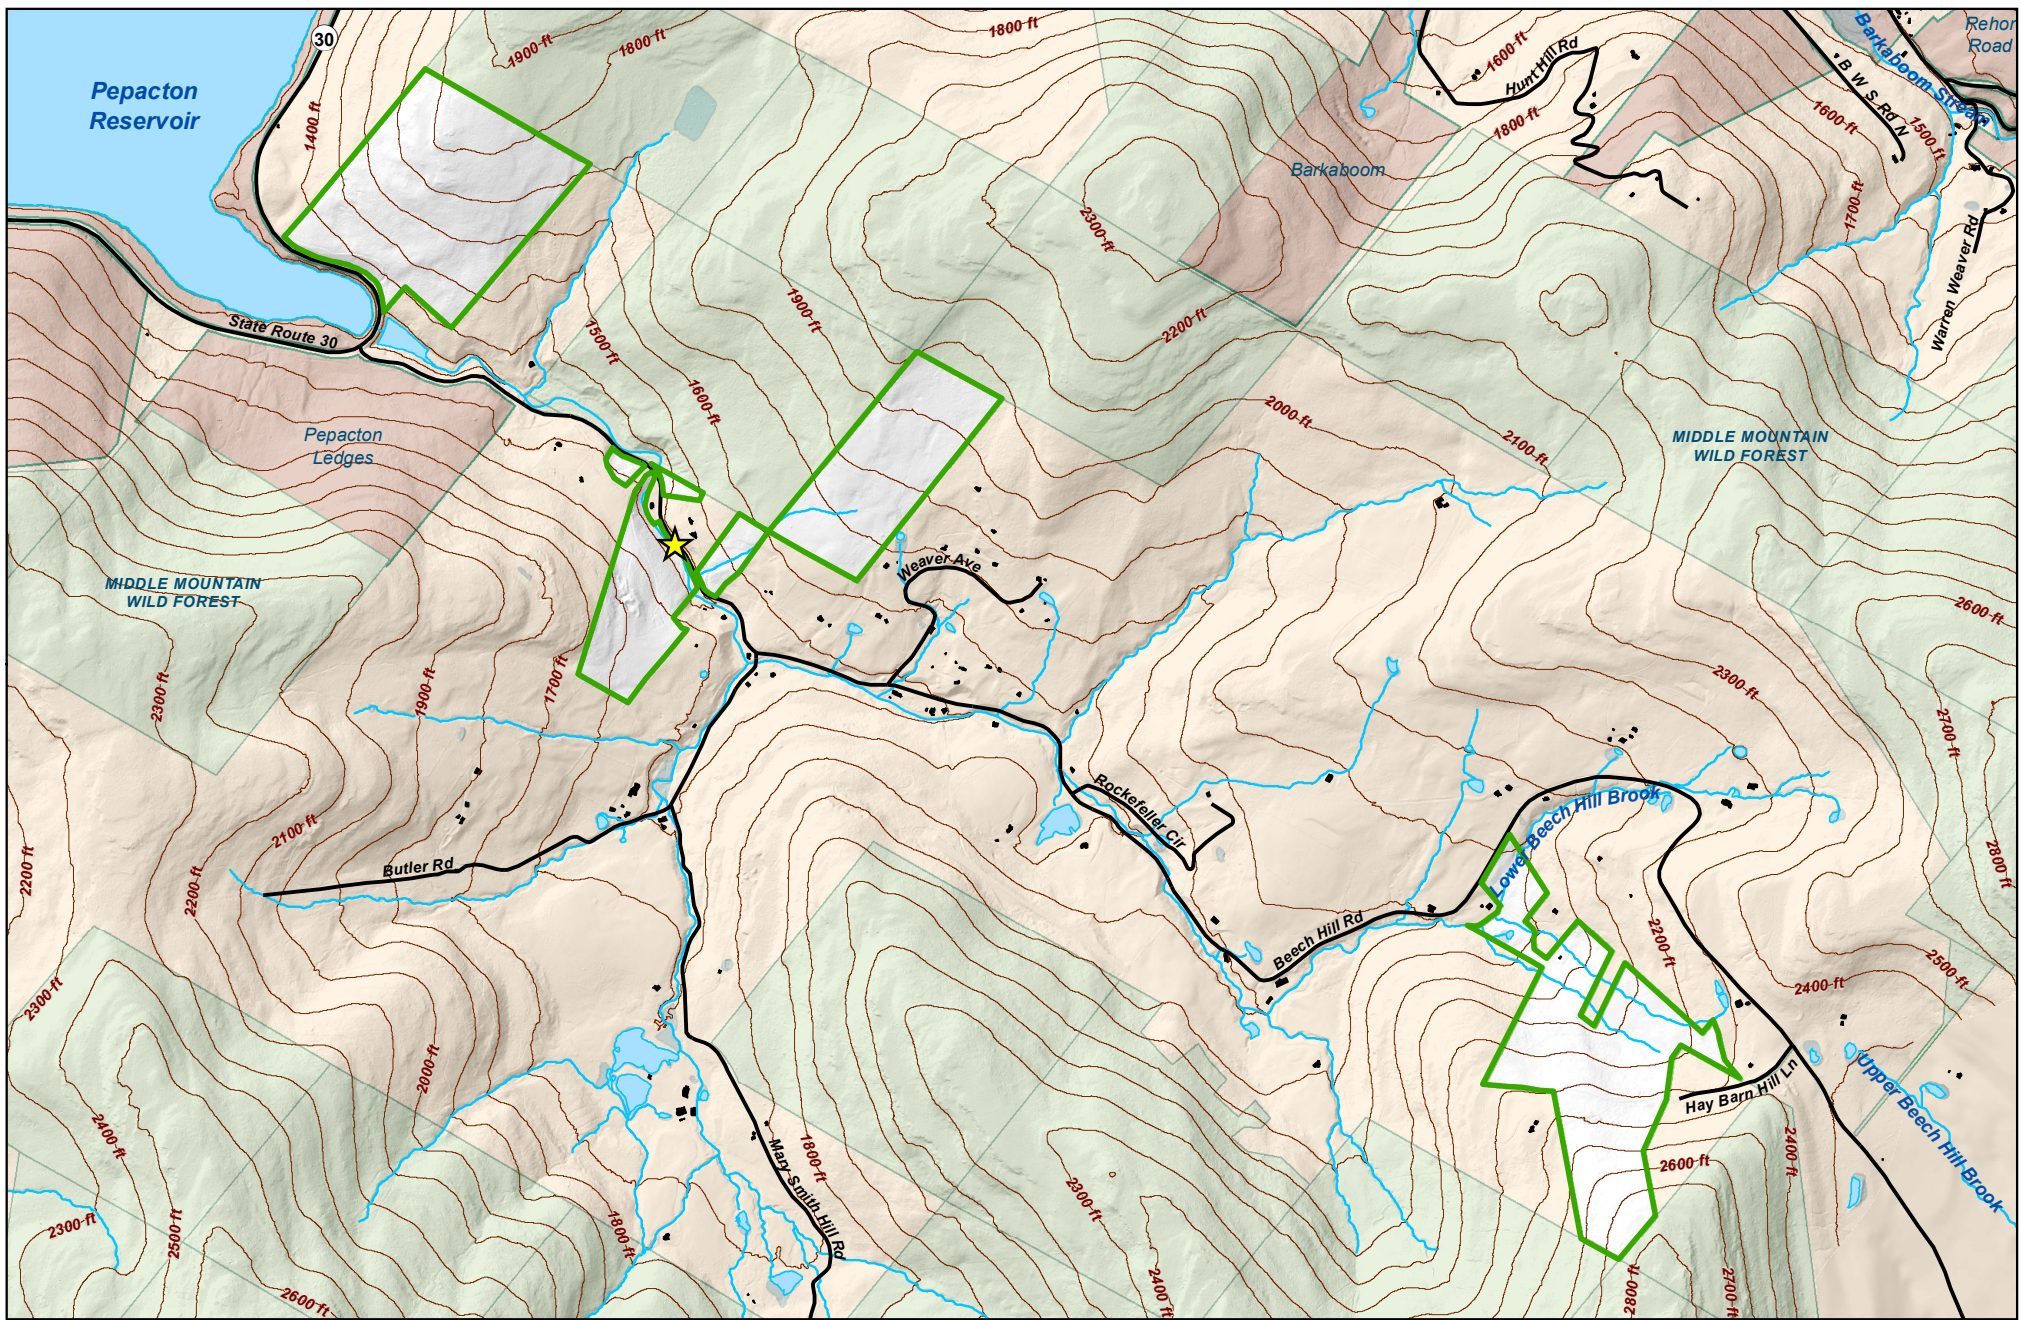 30
1900 ft
1800 ft
1800 ft
Hunt Hill Rd
1600 ft
Barkaboom Stream
Rehor
Road
Pepacton
Reservoir
1400 ft
B W S Rd N
1600 ft
1500 ft
1800 ft
Barkaboom
1700 ft
2300 ft
Warren Weaver Rd
State Route 30
1500 ft
1900 ft
2200 ft
1600 ft
2000 ft
2100 ft
Pepacton
Ledges
MIDDLE MOUNTAIN
WILD FOREST
MIDDLE MOUNTAIN
WILD FOREST
Weaver Ave
2600 ft
2300 ft
1900 ft
1700 ft
2300 ft
2700 ft
Rockefeller Cir
Lower Beech Hill Brook
2100 ft
Butler Rd
2200 ft
2200 ft
2800 ft
Beech Hill Rd
2200 ft
2300 ft
2400 ft
2500 ft
2000 ft
Hay Barn Hill Ln
Upper Beech Hill Brook
2400 ft
1800 ft
Mary Smith Hill Rd
2600 ft
2400 ft
2300 ft
2300 ft
2500 ft
1800 ft
2400 ft
2800 ft
2700 ft
2600 ft